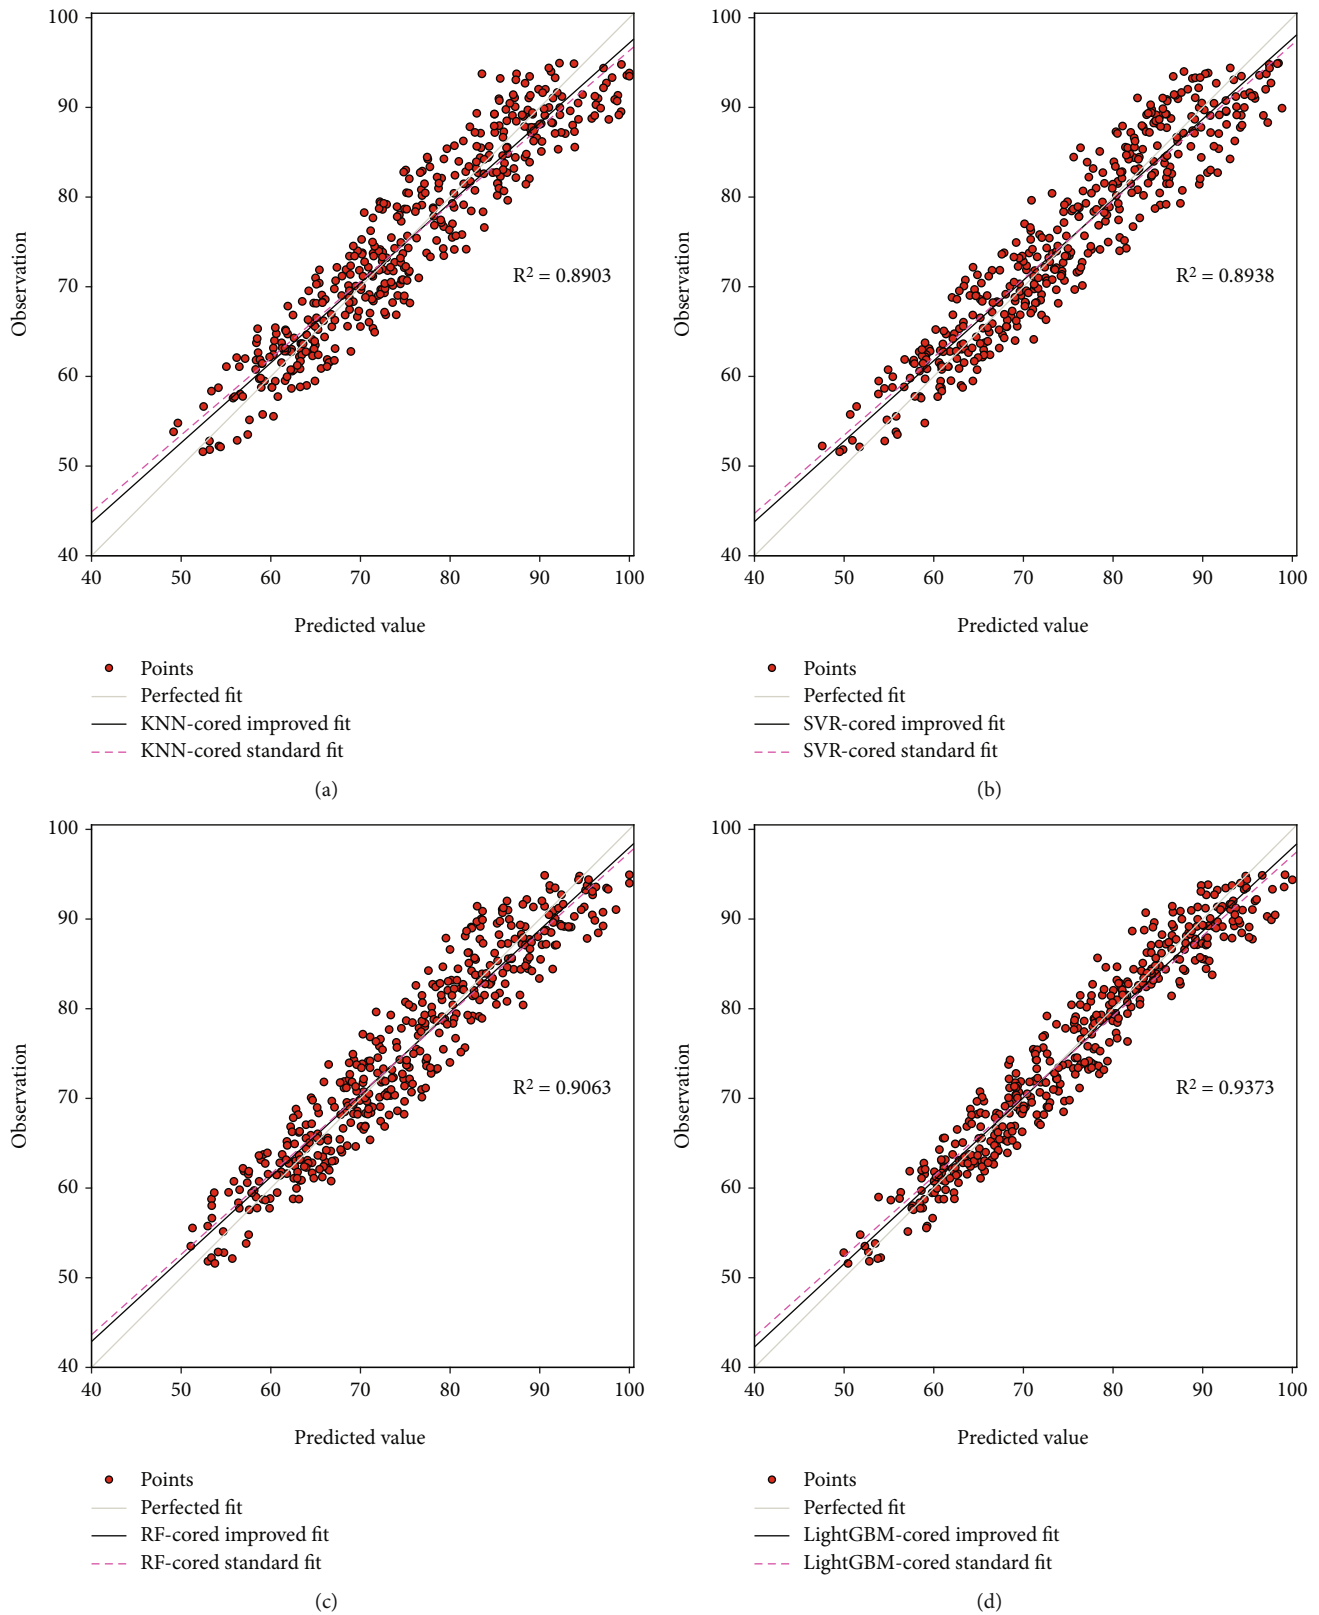 100
90
80
70
60
50
40
Observation
R² = 0.8903
40 50 60 70 80 90 100
Predicted value
Points
Perfected fit
KNN-cored improved fit
KNN-cored standard fit
(a)
100
90
80
70
60
50
40
Observation
R² = 0.8938
40 50 60 70 80 90 100
Predicted value
Points
Perfected fit
SVR-cored improved fit
SVR-cored standard fit
(b)
100
90
80
70
60
50
40
Observation
R² = 0.9063
40 50 60 70 80 90 100
Predicted value
Points
Perfected fit
RF-cored improved fit
RF-cored standard fit
(c)
100
90
80
70
60
50
40
Observation
R² = 0.9373
40 50 60 70 80 90 100
Predicted value
Points
Perfected fit
LightGBM-cored improved fit
LightGBM-cored standard fit
(d)